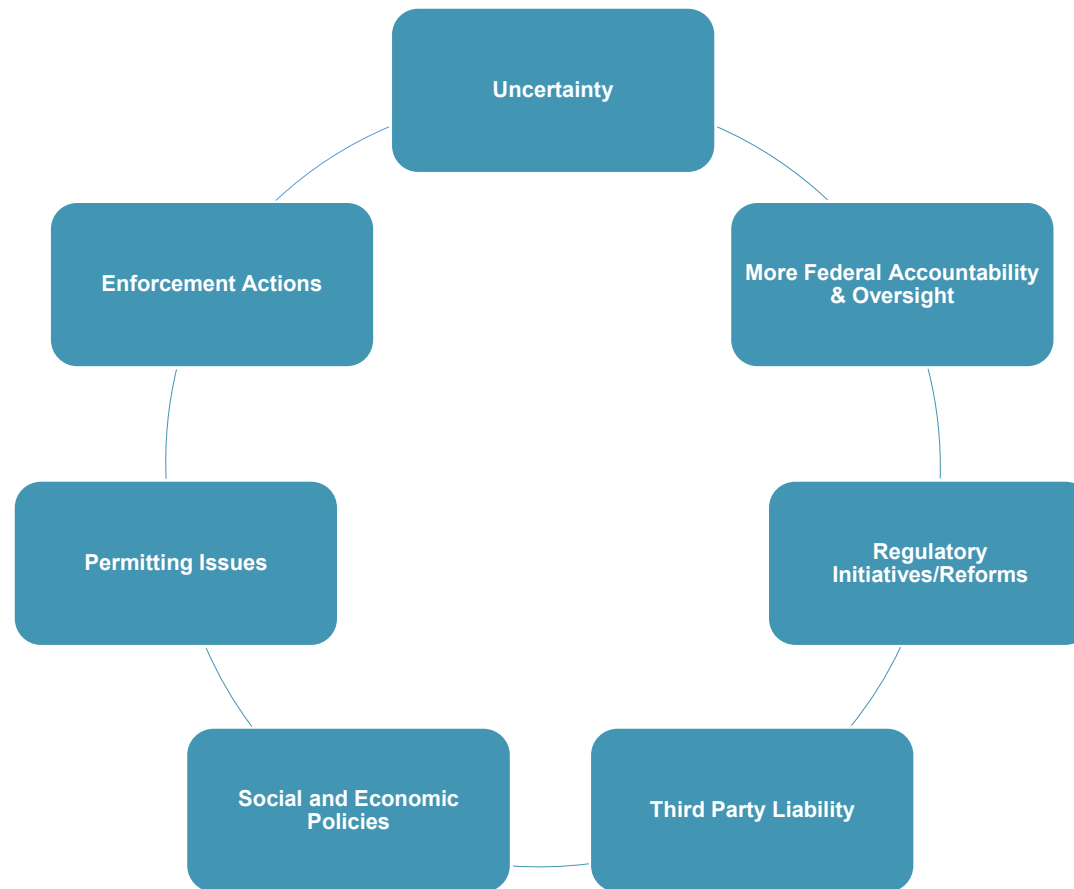 Uncertainty
More Federal Accountability
& Oversight
Regulatory
Initiatives/Reforms
Third Party Liability
Social and Economic
Policies
Permitting Issues
Enforcement Actions